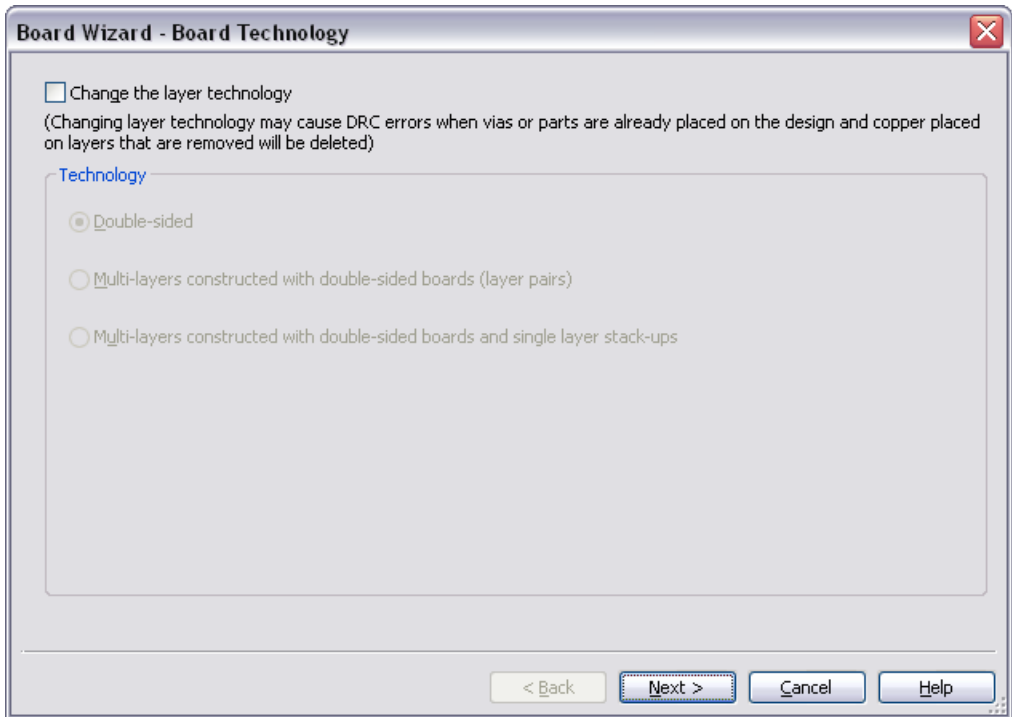 Board Wizard - Board Technology
Change the layer technology
(Changing layer technology may cause DRC errors when vias or parts are already placed on the design and copper placed
on layers that are removed will be deleted)
Technology
Double-sided
Multi-layers constructed with double-sided boards (layer pairs)
Multi-layers constructed with double-sided boards and single layer stack-ups
< Back
Next >
Cancel
Help